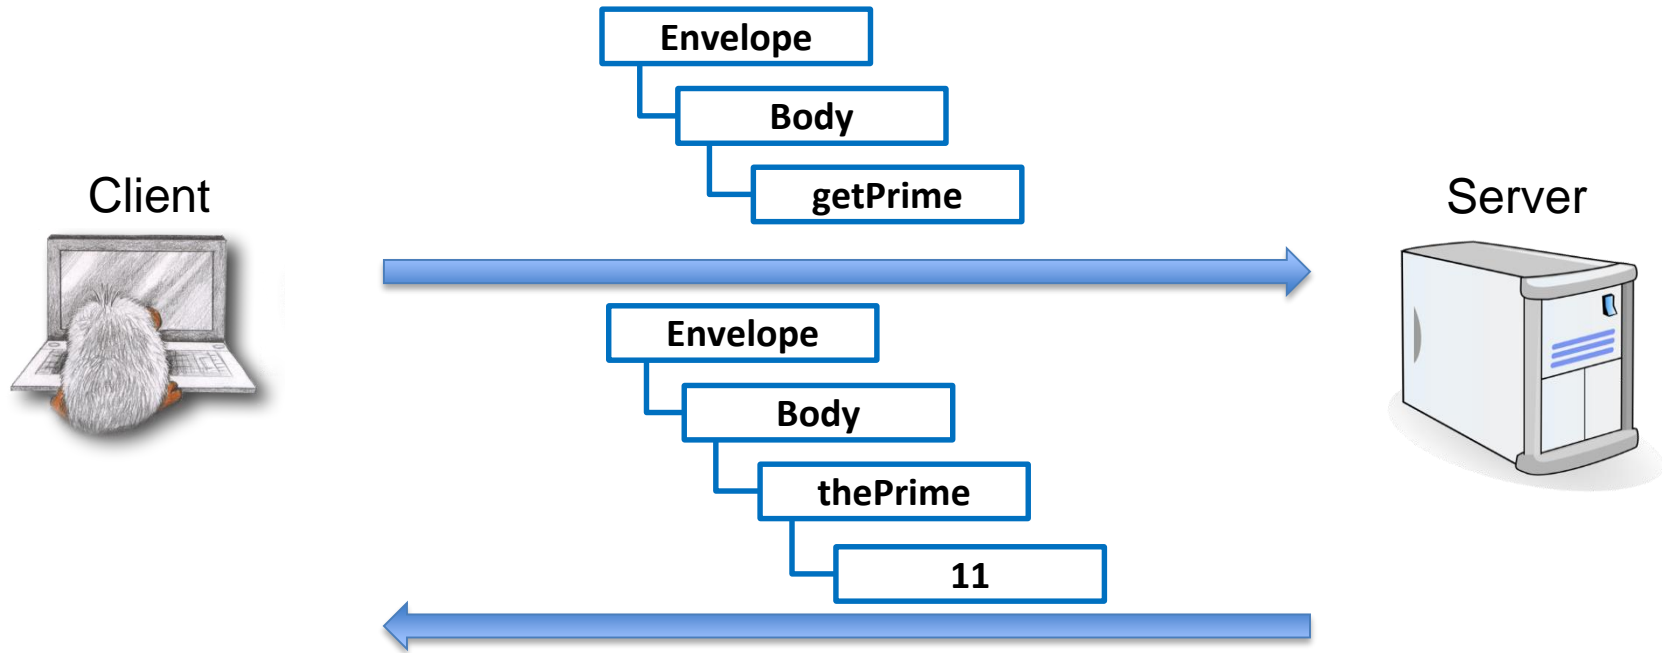 Envelope
Body
getPrime
Client
Server
Envelope
Body
thePrime
11